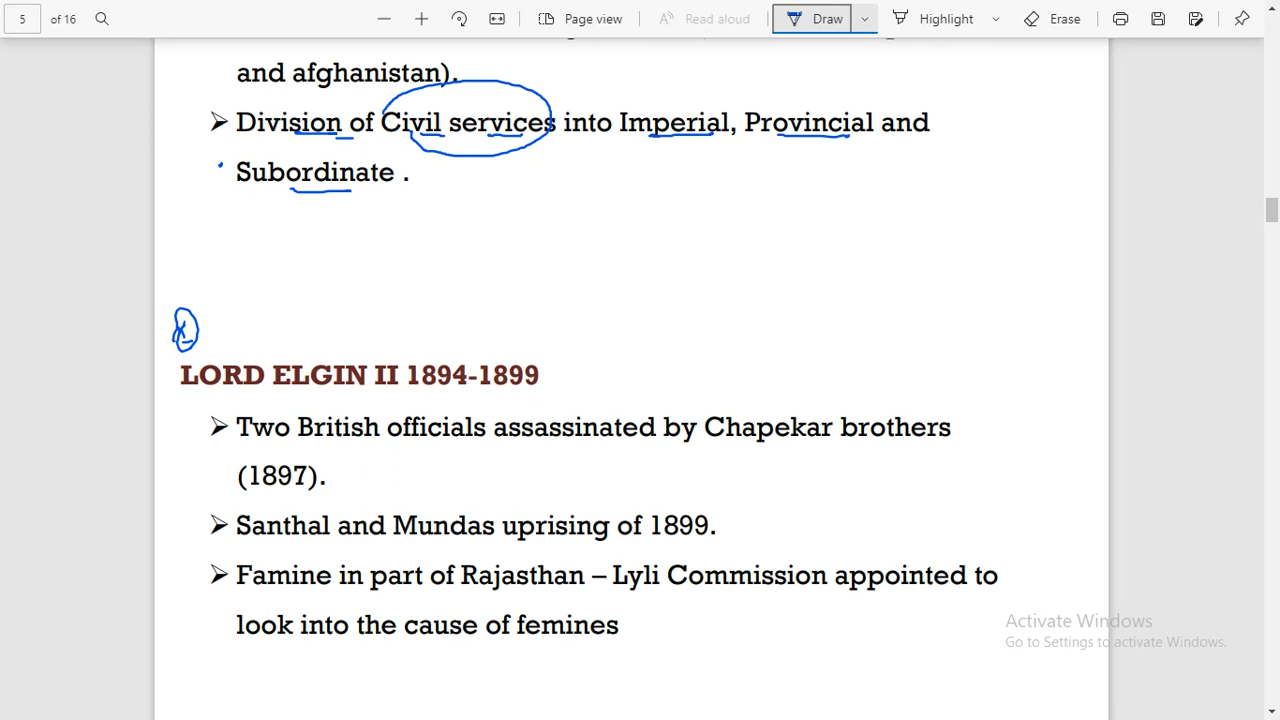 5 of 16 Page view Read aloud Draw Highlight Erase
and afghanistan).
➢ Division of Civil services into Imperial, Provincial and
Subordinate .
LORD ELGIN II 1894-1899
➢ Two British officials assassinated by Chapekar brothers
(1897).
➢ Santhal and Mundas uprising of 1899.
➢ Famine in part of Rajasthan – Lyli Commission appointed to
look into the cause of femines
Activate Windows
Go to Settings to activate Windows.